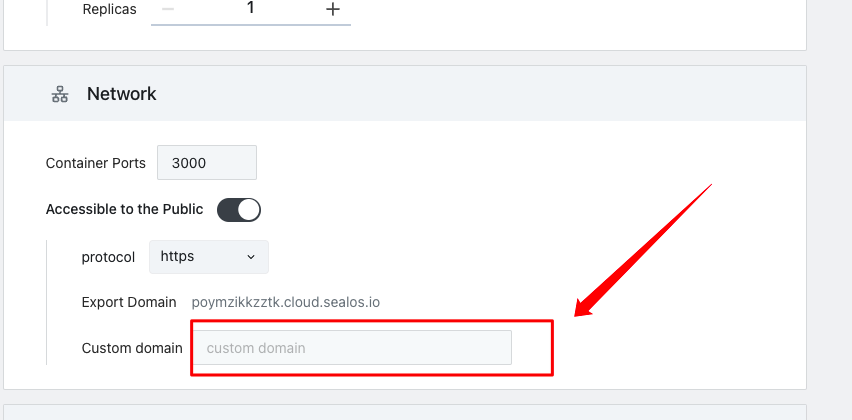 Replicas 1
Network
Container Ports 3000
Accessible to the Public
protocol https
Export Domain poymzikkzztk.cloud.sealos.io
Custom domain custom domain